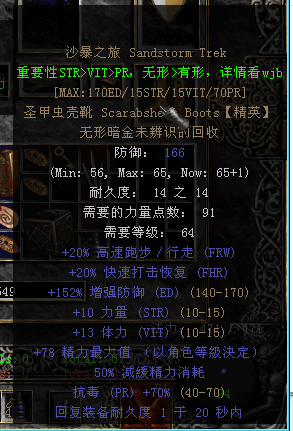 沙暴之旅 Sandstorm Trek
重要性STR>VIT>PR，无形>有形，详情看wjb
[MAX:170ED/15STR/15VIT/70PR]
圣甲虫壳靴 Scarabshe Boots【精英】
无形暗金未辨识的回收
防御： 166
(Min: 56, Max: 65, Now: 65+1)
耐久度： 14 之 14
需要的力量点数： 91
需要等级： 64
+20% 高速跑步／行走 (FRW)
+20% 快速打击恢复 (FHR)
+152% 增强防御 (ED) (140-170)
+10 力量 (STR) (10-15)
+13 体力 (VIT) (10-15)
+78 精力最大值 （以角色等级决定）
50% 减缓精力消耗
抗毒 (PR) +70% (40-70)
回复装备耐久度 1 于 20 秒内
549